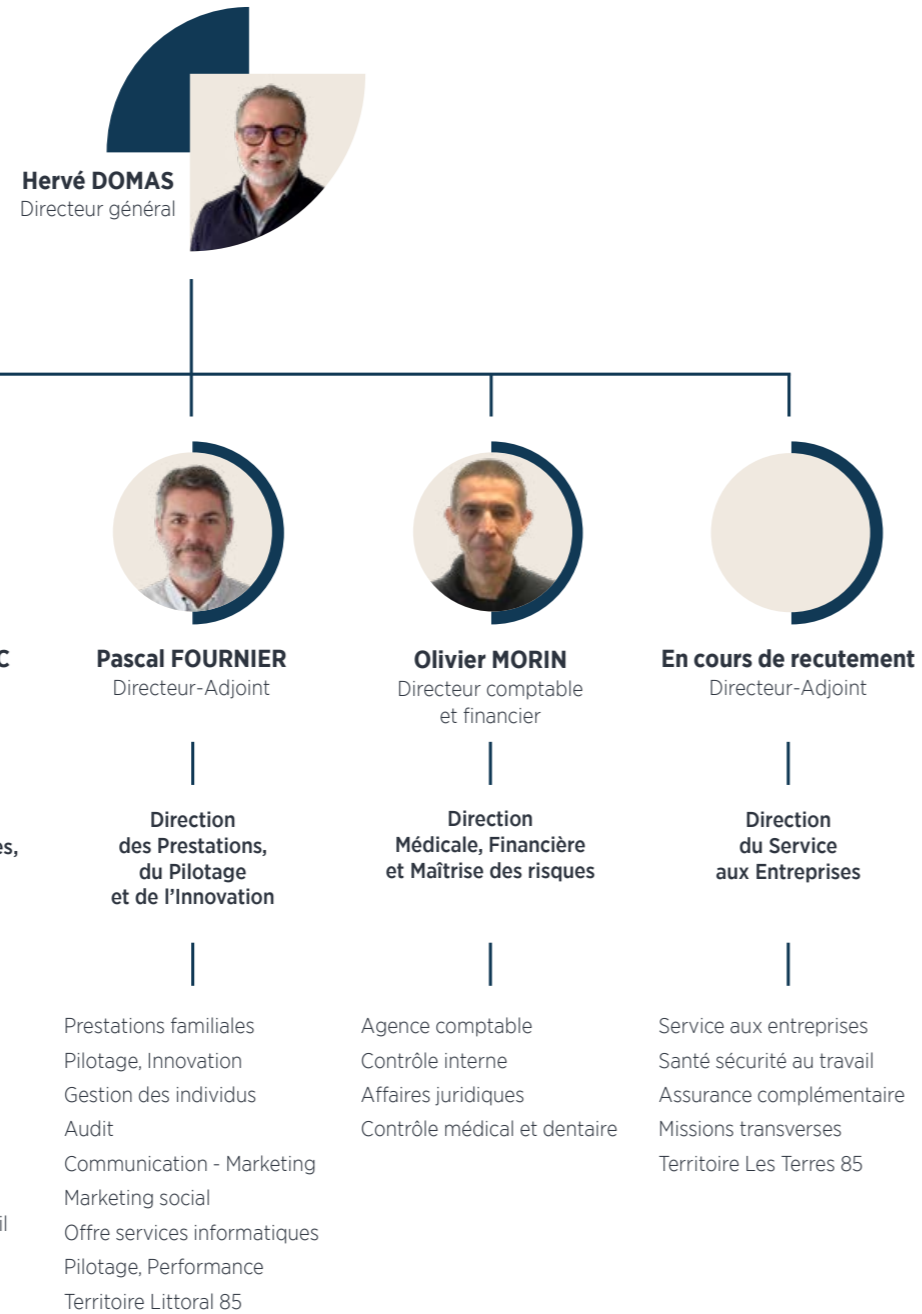 Hervé DOMAS
Directeur général
C
Pascal FOURNIER
Directeur-Adjoint
Olivier MORIN
Directeur comptable
et financier
En cours de recutement
Directeur-Adjoint
es,
Direction
des Prestations,
du Pilotage
et de l'Innovation
Direction
Médicale, Financière
et Maîtrise des risques
Direction
du Service
aux Entreprises
il
Prestations familiales
Pilotage, Innovation
Gestion des individus
Audit
Communication - Marketing
Marketing social
Offre services informatiques
Pilotage, Performance
Territoire Littoral 85
Agence comptable
Contrôle interne
Affaires juridiques
Contrôle médical et dentaire
Service aux entreprises
Santé sécurité au travail
Assurance complémentaire
Missions transverses
Territoire Les Terres 85